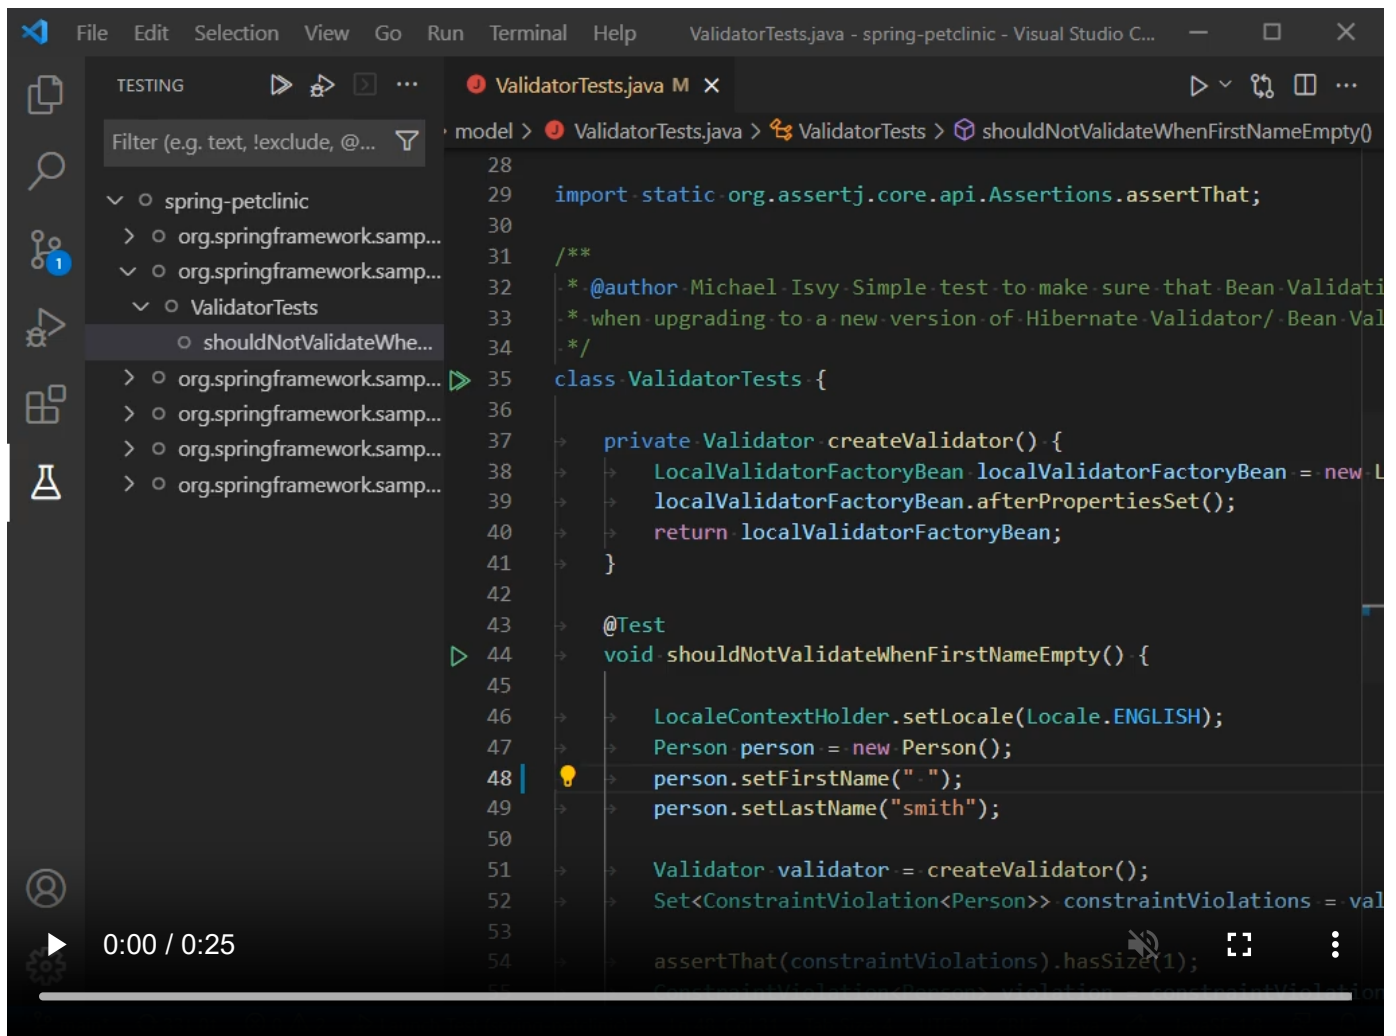 File Edit Selection View Go Run Terminal Help ValidatorTests.java - spring-petclinic - Visual Studio C...
TESTING
Filter (e.g. text, !exclude, @...
spring-petclinic
org.springframework.samp...
org.springframework.samp...
ValidatorTests
shouldNotValidateWhe...
org.springframework.samp...
org.springframework.samp...
org.springframework.samp...
org.springframework.samp...
1
ValidatorTests.java M
model > ValidatorTests.java > ValidatorTests > shouldNotValidateWhenFirstNameEmpty()
28
29 import static org.assertj.core.api.Assertions.assertThat;
30
31 /**
32 * @author Michael Isvy Simple test to make sure that Bean Validati
33 * when upgrading to a new version of Hibernate Validator/ Bean Val
34 */
35 class ValidatorTests {
36
37 private Validator createValidator() {
38 LocalValidatorFactoryBean localValidatorFactoryBean = new L
39 localValidatorFactoryBean.afterPropertiesSet();
40 return localValidatorFactoryBean;
41 }
42
43 @Test
44 void shouldNotValidateWhenFirstNameEmpty() {
45
46 LocaleContextHolder.setLocale(Locale.ENGLISH);
47 Person person = new Person();
48 person.setFirstName(" ");
49 person.setLastName("smith");
50
51 Validator validator = createValidator();
52 Set<ConstraintViolation<Person>> constraintViolations = val
53
54 assertThat(constraintViolations).hasSize(1);
55 ConstraintViolation<Person> violation = constraintViolation
0:00 / 0:25